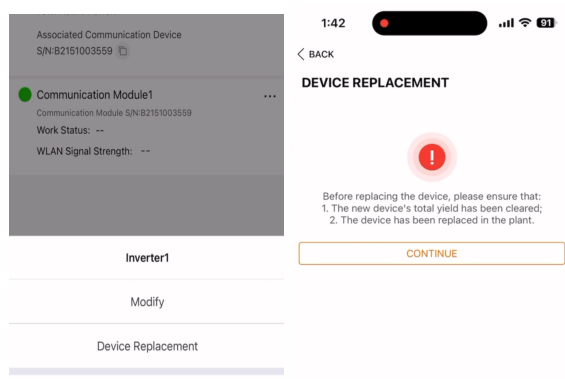 Associated Communication Device
S/N:B2151003559
Communication Module1
Communication Module S/N:B2151003559
Work Status: --
WLAN Signal Strength: --
Inverter1
Modify
Device Replacement
1:42
91
BACK
DEVICE REPLACEMENT
Before replacing the device, please ensure that:
1. The new device's total yield has been cleared;
2. The device has been replaced in the plant.
CONTINUE